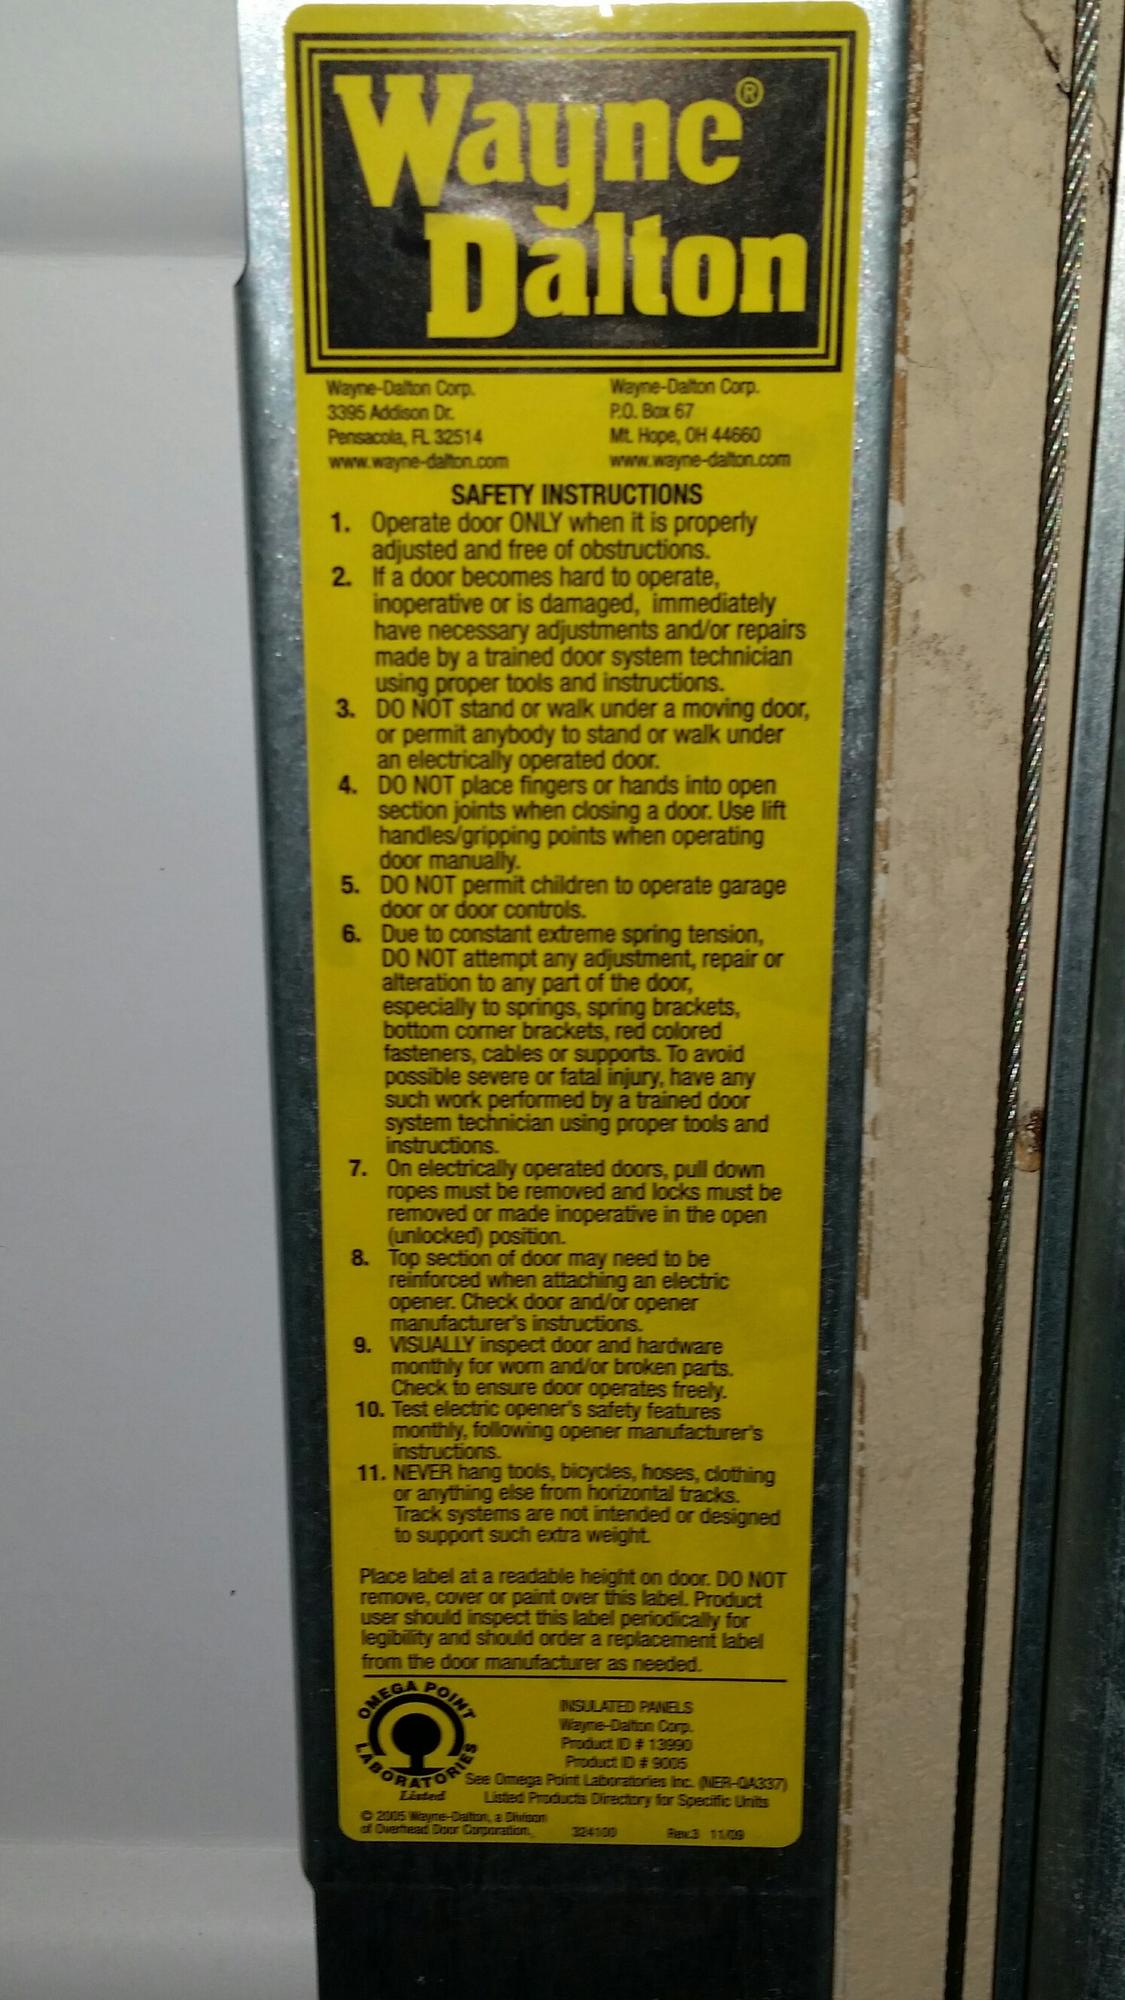 Wayne®
Dalton
Wayne-Dalton Corp.
3395 Addison Dr.
Pensacola, FL 32514
www.wayne-dalton.com
Wayne-Dalton Corp.
P.O. Box 67
Mt. Hope, OH 44660
www.wayne-dalton.com
SAFETY INSTRUCTIONS
1. Operate door ONLY when it is properly
adjusted and free of obstructions.
2. If a door becomes hard to operate,
inoperative or is damaged, immediately
have necessary adjustments and/or repairs
made by a trained door system technician
using proper tools and instructions.
3. DO NOT stand or walk under a moving door,
or permit anybody to stand or walk under
an electrically operated door.
4. DO NOT place fingers or hands into open
section joints when closing a door. Use lift
handles/gripping points when operating
door manually.
5. DO NOT permit children to operate garage
door or door controls.
6. Due to constant extreme spring tension,
DO NOT attempt any adjustment, repair or
alteration to any part of the door,
especially to springs, spring brackets,
bottom corner brackets, red colored
fasteners, cables or supports. To avoid
possible severe or fatal injury, have any
such work performed by a trained door
system technician using proper tools and
instructions.
7. On electrically operated doors, pull down
ropes must be removed and locks must be
removed or made inoperative in the open
(unlocked) position.
8. Top section of door may need to be
reinforced when attaching an electric
opener. Check door and/or opener
manufacturer's instructions.
9. VISUALLY inspect door and hardware
monthly for worn and/or broken parts.
Check to ensure door operates freely.
10. Test electric opener's safety features
monthly, following opener manufacturer's
instructions.
11. NEVER hang tools, bicycles, hoses, clothing
or anything else from horizontal tracks.
Track systems are not intended or designed
to support such extra weight.
Place label at a readable height on door. DO NOT
remove, cover or paint over this label. Product
user should inspect this label periodically for
legibility and should order a replacement label
from the door manufacturer as needed.
OMEGA POINT
LABORATORIES
Listed
INSULATED PANELS
Wayne-Dalton Corp.
Product ID # 13990
Product ID # 9005
See Omega Point Laboratories Inc. (NER-QA337)
Listed Products Directory for Specific Units
© 2005 Wayne-Dalton, a Division
of Overhead Door Corporation.
324100
Rev.3 11/09